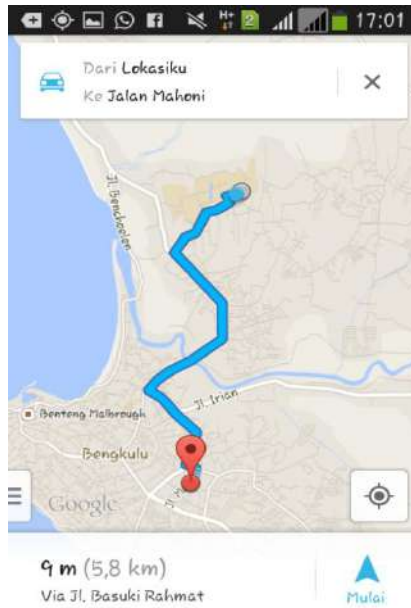 H+
2
17:01
Dari Lokasiku
Ke Jalan Mahoni
Jl. Bencoolen
Jl. Irian
Benteng Malbrough
Bengkulu
Google
9 m (5,8 km)
Via Jl. Basuki Rahmat
Mulai